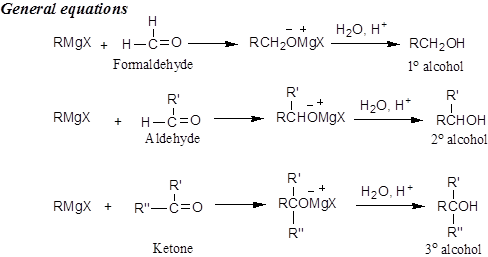 General equations
H
RMgX + H—C=O RCH₂OMgX − + H₂O, H⁺ RCH₂OH
Formaldehyde 1° alcohol
R' R' R'
RMgX + H—C=O RCHOMgX − + H₂O, H⁺ RCHOH
Aldehyde 2° alcohol
R' R' R'
RMgX + R"—C=O RCOMgX − + H₂O, H⁺ RCOH
R" R"
Ketone 3° alcohol